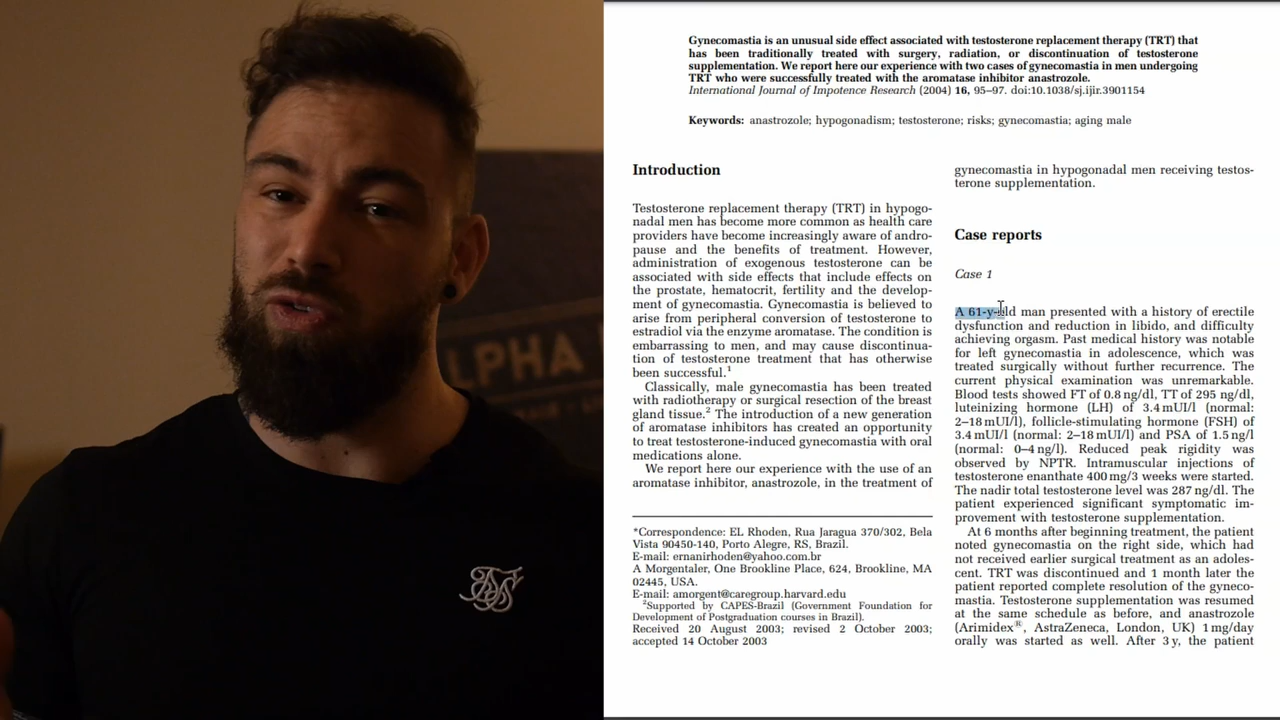 ALPHA
Gynecomastia is an unusual side effect associated with testosterone replacement therapy (TRT) that
has been traditionally treated with surgery, radiation, or discontinuation of testosterone
supplementation. We report here our experience with two cases of gynecomastia in men undergoing
TRT who were successfully treated with the aromatase inhibitor anastrozole.
International Journal of Impotence Research (2004) 16, 95–97. doi:10.1038/sj.ijir.3901154
Keywords: anastrozole; hypogonadism; testosterone; risks; gynecomastia; aging male
Introduction
Testosterone replacement therapy (TRT) in hypogo-
nadal men has become more common as health care
providers have become increasingly aware of andro-
pause and the benefits of treatment. However,
administration of exogenous testosterone can be
associated with side effects that include effects on
the prostate, hematocrit, fertility and the develop-
ment of gynecomastia. Gynecomastia is believed to
arise from peripheral conversion of testosterone to
estradiol via the enzyme aromatase. The condition is
embarrassing to men, and may cause discontinua-
tion of testosterone treatment that has otherwise
been successful.1
Classically, male gynecomastia has been treated
with radiotherapy or surgical resection of the breast
gland tissue.2 The introduction of a new generation
of aromatase inhibitors has created an opportunity
to treat testosterone-induced gynecomastia with oral
medications alone.
We report here our experience with the use of an
aromatase inhibitor, anastrozole, in the treatment of
*Correspondence: EL Rhoden, Rua Jaragua 370/302, Bela
Vista 90450-140, Porto Alegre, RS, Brazil.
E-mail: ernanirhoden@yahoo.com.br
A Morgentaler, One Brookline Place, 624, Brookline, MA
02445, USA.
E-mail: amorgent@caregroup.harvard.edu
2Supported by CAPES-Brazil (Government Foundation for
Development of Postgraduation courses in Brazil).
Received 20 August 2003; revised 2 October 2003;
accepted 14 October 2003
gynecomastia in hypogonadal men receiving testos-
terone supplementation.
Case reports
Case 1
A 61-y-old man presented with a history of erectile
dysfunction and reduction in libido, and difficulty
achieving orgasm. Past medical history was notable
for left gynecomastia in adolescence, which was
treated surgically without further recurrence. The
current physical examination was unremarkable.
Blood tests showed FT of 0.8 ng/dl, TT of 295 ng/dl,
luteinizing hormone (LH) of 3.4 mUI/l (normal:
2–18 mUI/l), follicle-stimulating hormone (FSH) of
3.4 mUI/l (normal: 2–18 mUI/l) and PSA of 1.5 ng/l
(normal: 0–4 ng/l). Reduced peak rigidity was
observed by NPTR. Intramuscular injections of
testosterone enanthate 400 mg/3 weeks were started.
The nadir total testosterone level was 287 ng/dl. The
patient experienced significant symptomatic im-
provement with testosterone supplementation.
At 6 months after beginning treatment, the patient
noted gynecomastia on the right side, which had
not received earlier surgical treatment as an adoles-
cent. TRT was discontinued and 1 month later the
patient reported complete resolution of the gyneco-
mastia. Testosterone supplementation was resumed
at the same schedule as before, and anastrozole
(Arimidex®, AstraZeneca, London, UK) 1 mg/day
orally was started as well. After 3 y, the patient